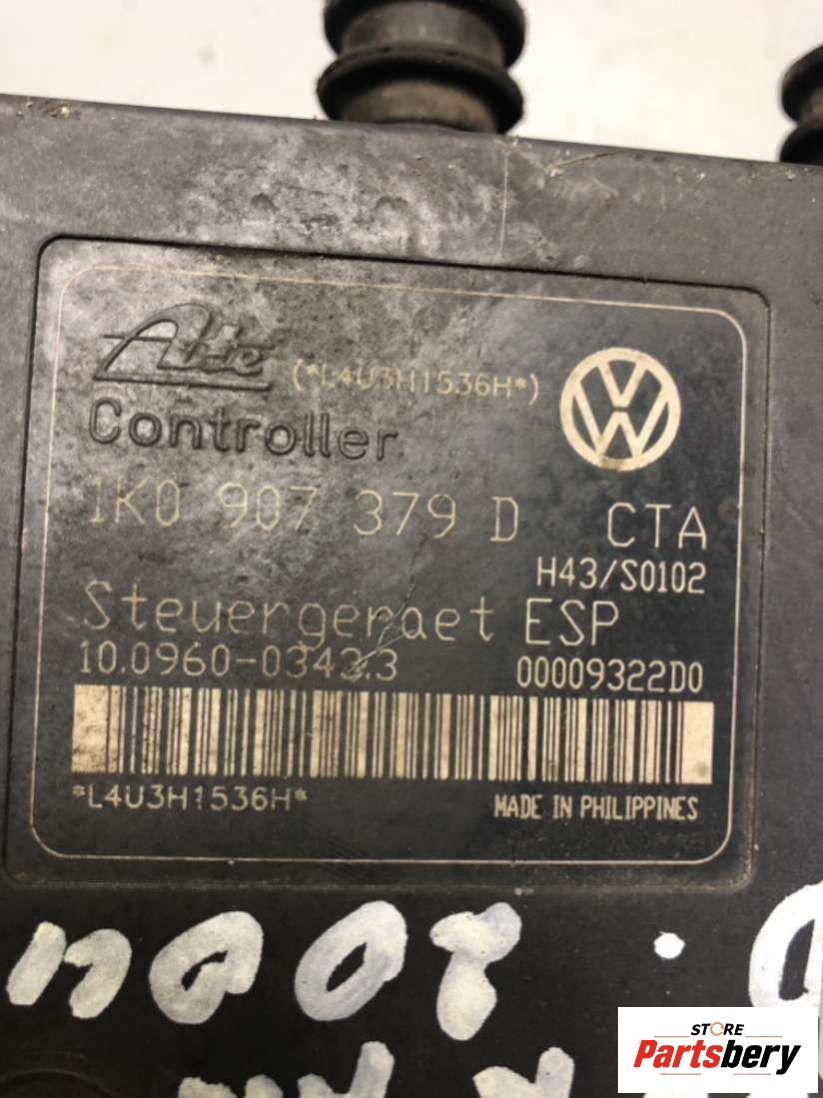 Ate (*L4U3H1536H*)
Controller
1K0 907 379 D CTA
H43/S0102
Steuergeraet ESP
10.0960-0343.3 00009322D0
*L4U3H1536H* MADE IN PHILIPPINES
STORE
Partsbery